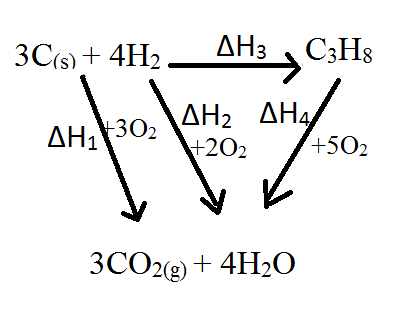 3C₍s₎ + 4H₂ ΔH₃ C₃H₈
ΔH₁ +3O₂ ΔH₂ +2O₂ ΔH₄ +5O₂
3CO₂₍g₎ + 4H₂O